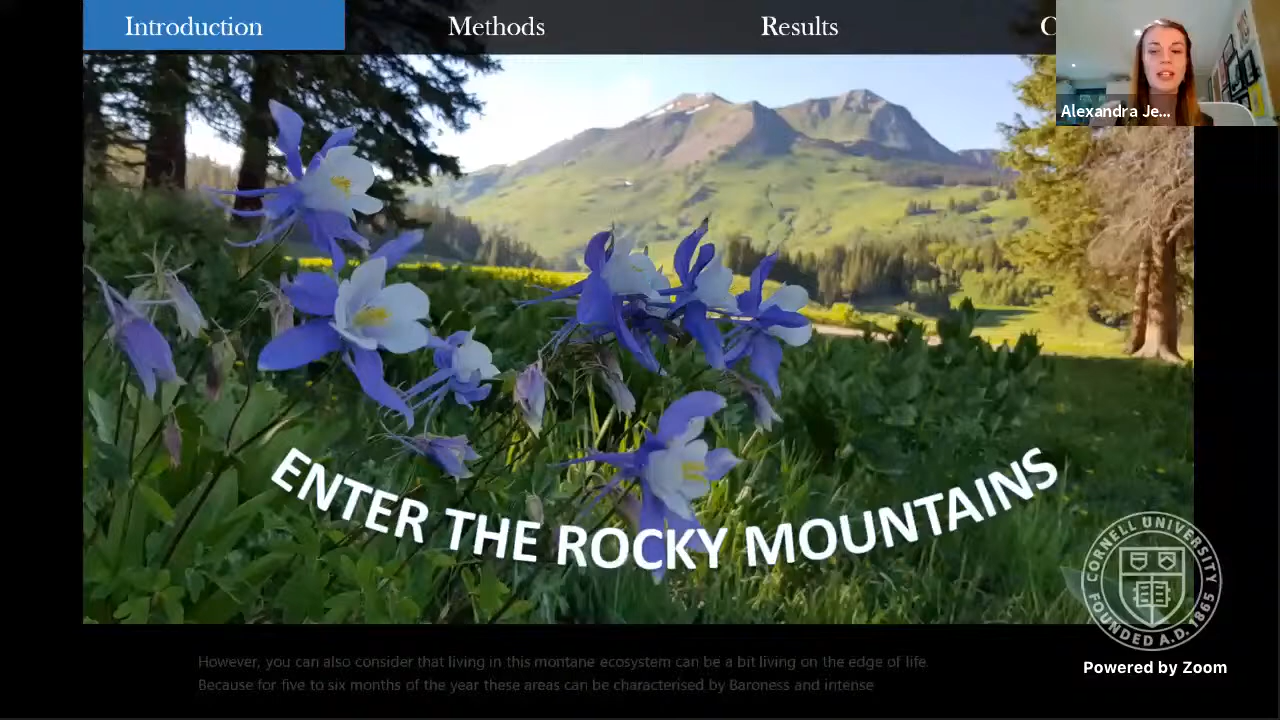 Introduction
Methods
Results
Alexandra Je...
ENTER THE ROCKY MOUNTAINS
CORNELL UNIVERSITY
FOUNDED A.D. 1865
Powered by Zoom
However, you can also consider that living in this montane ecosystem can be a bit living on the edge of life.
Because for five to six months of the year these areas can be characterised by Baroness and intense